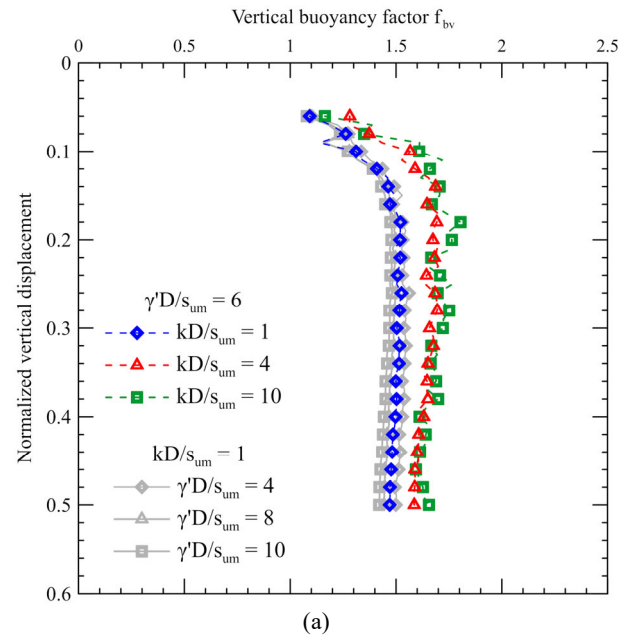 Vertical buoyancy factor f_bv
0 0.5 1 1.5 2 2.5
0
0.1
0.2
0.3
0.4
0.5
0.6
Normalized vertical displacement
γ'D/s_um = 6
kD/s_um = 1
kD/s_um = 4
kD/s_um = 10
kD/s_um = 1
γ'D/s_um = 4
γ'D/s_um = 8
γ'D/s_um = 10
(a)